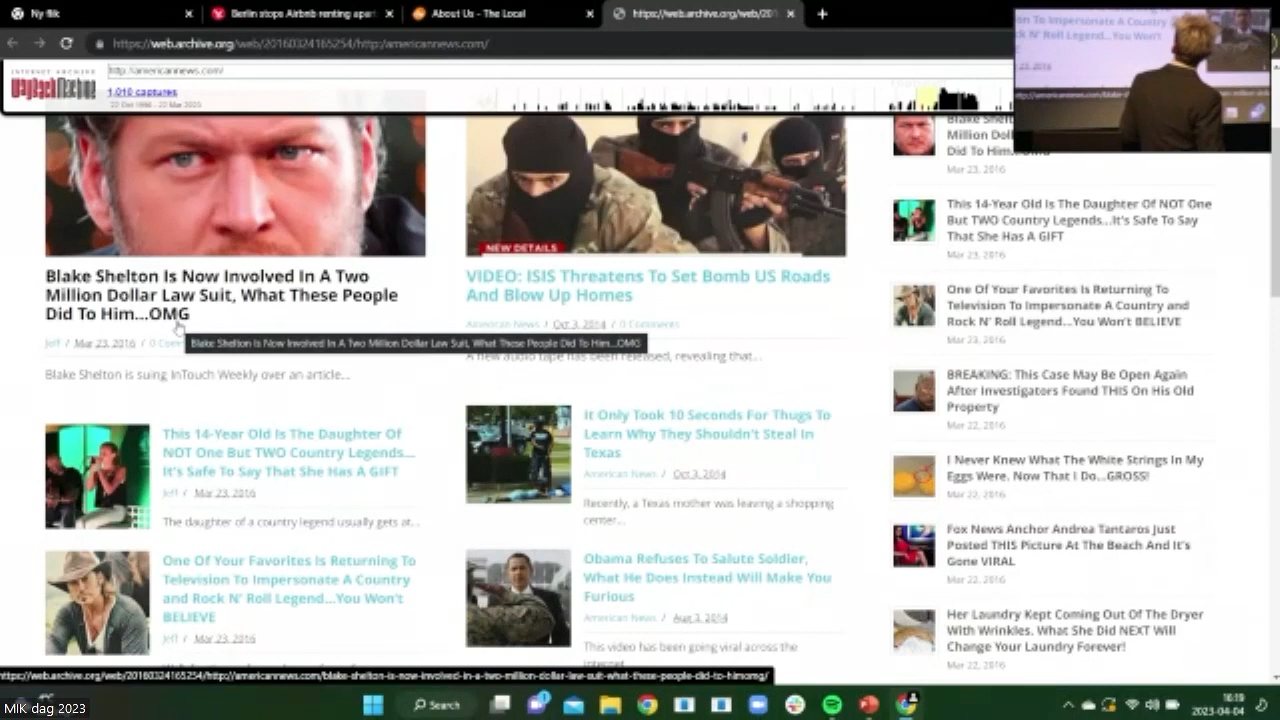 Ny flik
Berlin stops Airbnb renting apar
About Us - The Local
https://web.archive.org/web/201
https://web.archive.org/web/20160324165254/http:/americannews.com/
INTERNET ARCHIVE
WayBackMachine
http://americannews.com/
1,010 captures
NEW DETAILS
Blake Shelton Is Now Involved In A Two
Million Dollar Law Suit, What These People
Did To Him...OMG
Jeff / Mar 23, 2016
Blake Shelton Is Now Involved In A Two Million Dollar Law Suit, What These People Did To Him...OMG
Blake Shelton is suing InTouch Weekly over an article...
This 14-Year Old Is The Daughter Of
NOT One But TWO Country Legends...
It's Safe To Say That She Has A GIFT
Jeff / Mar 23, 2016
The daughter of a country legend usually gets at...
One Of Your Favorites Is Returning To
Television To Impersonate A Country
and Rock N' Roll Legend...You Won't
BELIEVE
Jeff / Mar 23, 2016
VIDEO: ISIS Threatens To Set Bomb US Roads
And Blow Up Homes
American News / Oct 3, 2014 / 0 Comments
A new audio tape has been released, revealing that...
It Only Took 10 Seconds For Thugs To
Learn Why They Shouldn't Steal In
Texas
American News / Oct 3, 2014
Recently, a Texas mother was leaving a shopping
center...
Obama Refuses To Salute Soldier,
What He Does Instead Will Make You
Furious
American News / Aug 3, 2014
This video has been going viral across the
internet
Blake Shelton
Million Doll
Did To Him...OMG
Mar 23, 2016
This 14-Year Old Is The Daughter Of NOT One
But TWO Country Legends...It's Safe To Say
That She Has A GIFT
Mar 23, 2016
One Of Your Favorites Is Returning To
Television To Impersonate A Country and
Rock N' Roll Legend...You Won't BELIEVE
Mar 23, 2016
BREAKING: This Case May Be Open Again
After Investigators Found THIS On His Old
Property
Mar 22, 2016
I Never Knew What The White Strings In My
Eggs Were. Now That I Do...GROSS!
Mar 22, 2016
Fox News Anchor Andrea Tantaros Just
Posted THIS Picture At The Beach And It's
Gone VIRAL
Mar 22, 2016
Her Laundry Kept Coming Out Of The Dryer
With Wrinkles. What She Did NEXT Will
Change Your Laundry Forever!
Mar 22, 2016
https://web.archive.org/web/20160324165254/http://americannews.com/blake-shelton-is-now-involved-in-a-two-million-dollar-law-suit-what-these-people-did-to-himomg/
MIK dag 2023
Search
16:19
2023-04-04